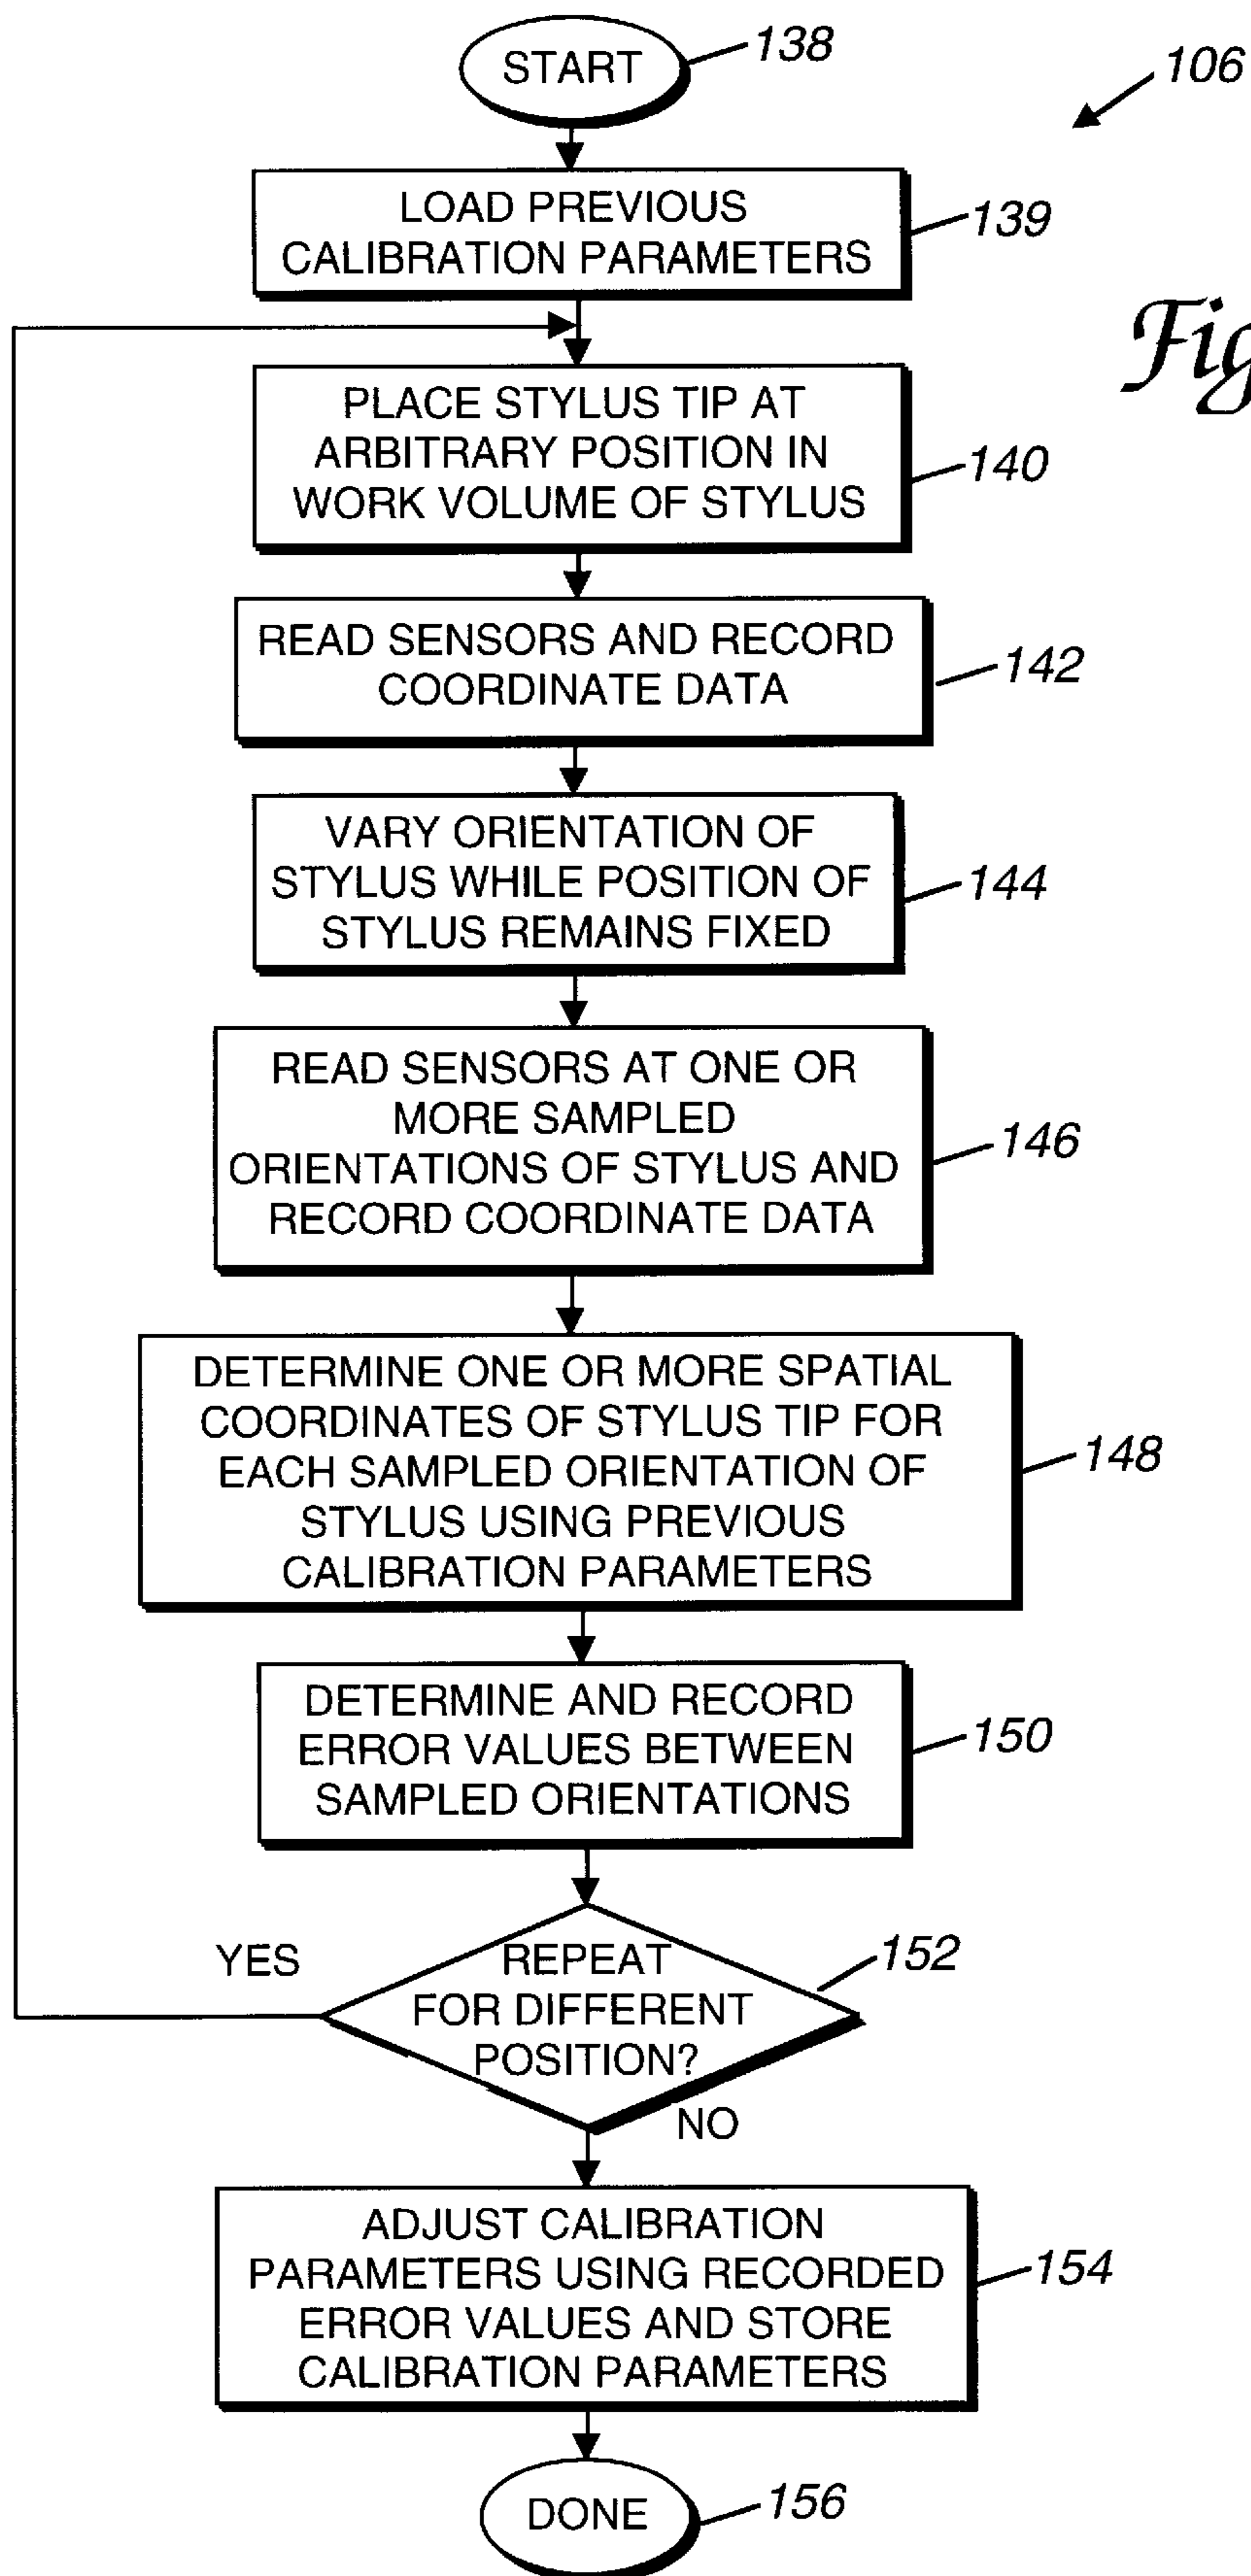 START
138
106
LOAD PREVIOUS
CALIBRATION PARAMETERS
139
Fig
PLACE STYLUS TIP AT
ARBITRARY POSITION IN
WORK VOLUME OF STYLUS
140
READ SENSORS AND RECORD
COORDINATE DATA
142
VARY ORIENTATION OF
STYLUS WHILE POSITION OF
STYLUS REMAINS FIXED
144
READ SENSORS AT ONE OR
MORE SAMPLED
ORIENTATIONS OF STYLUS AND
RECORD COORDINATE DATA
146
DETERMINE ONE OR MORE SPATIAL
COORDINATES OF STYLUS TIP FOR
EACH SAMPLED ORIENTATION OF
STYLUS USING PREVIOUS
CALIBRATION PARAMETERS
148
DETERMINE AND RECORD
ERROR VALUES BETWEEN
SAMPLED ORIENTATIONS
150
YES
REPEAT
FOR DIFFERENT
POSITION?
152
NO
ADJUST CALIBRATION
PARAMETERS USING RECORDED
ERROR VALUES AND STORE
CALIBRATION PARAMETERS
154
DONE
156